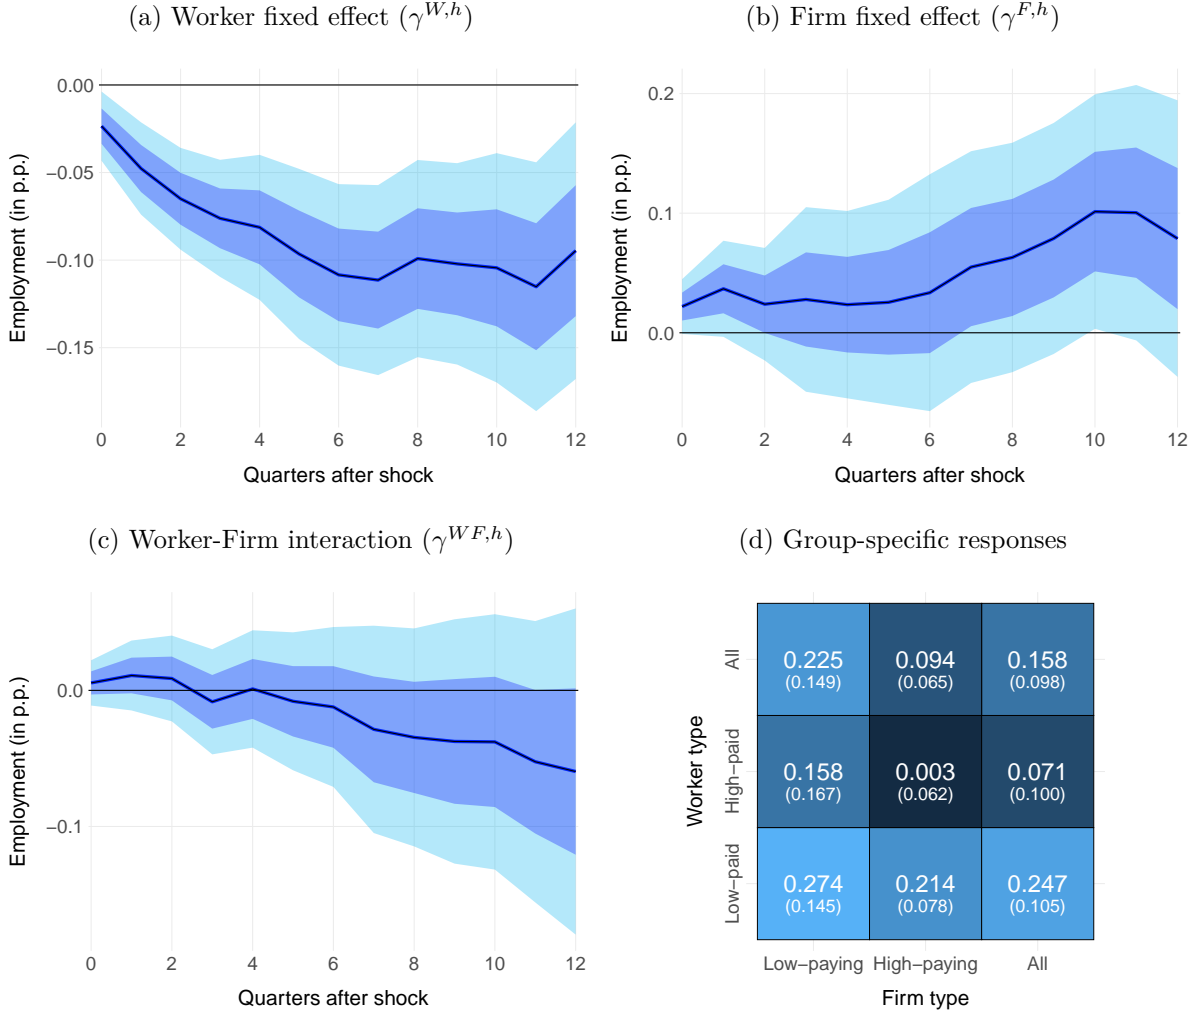 (a) Worker fixed effect (γ^{W,h})
0.00
−0.05
−0.10
−0.15
Employment (in p.p.)
0 2 4 6 8 10 12
Quarters after shock
(b) Firm fixed effect (γ^{F,h})
0.2
0.1
0.0
Employment (in p.p.)
0 2 4 6 8 10 12
Quarters after shock
(c) Worker-Firm interaction (γ^{WF,h})
0.0
−0.1
Employment (in p.p.)
0 2 4 6 8 10 12
Quarters after shock
(d) Group-specific responses
Worker type
All
0.225 0.094 0.158
(0.149) (0.065) (0.098)
High−paid
0.158 0.003 0.071
(0.167) (0.062) (0.100)
Low−paid
0.274 0.214 0.247
(0.145) (0.078) (0.105)
Low−paying High−paying All
Firm type